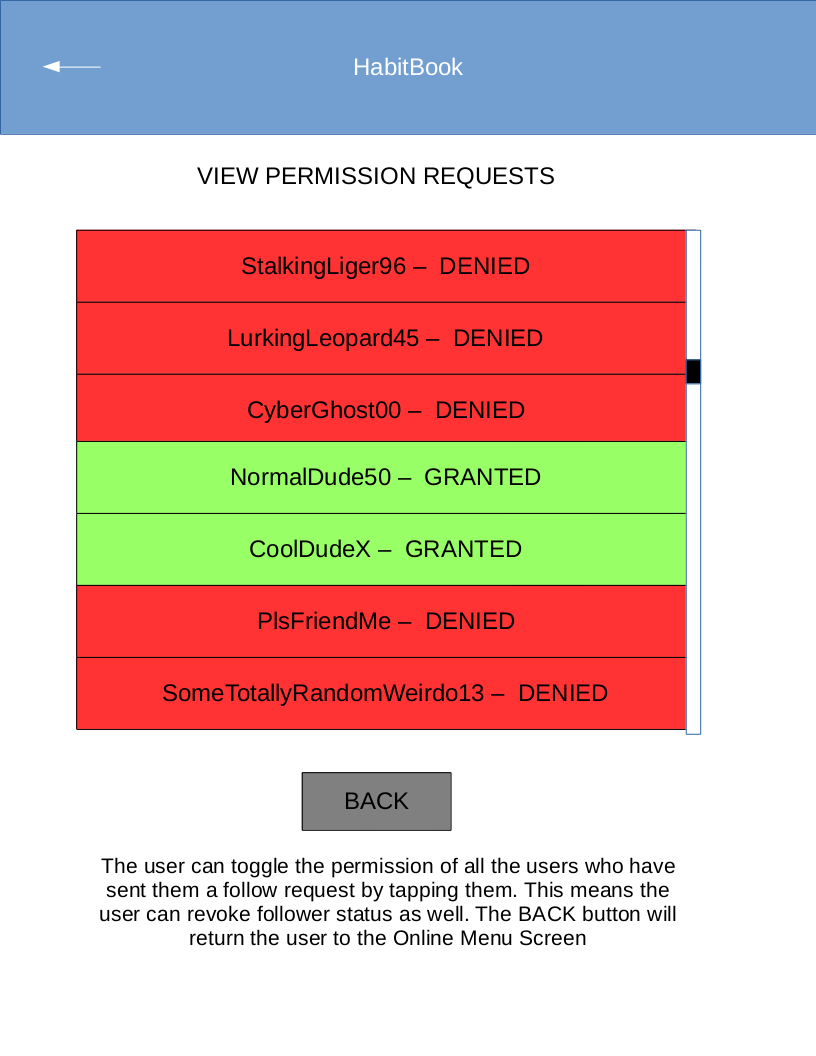 HabitBook
VIEW PERMISSION REQUESTS
StalkingLiger96 – DENIED
LurkingLeopard45 – DENIED
CyberGhost00 – DENIED
NormalDude50 – GRANTED
CoolDudeX – GRANTED
PlsFriendMe – DENIED
SomeTotallyRandomWeirdo13 – DENIED
BACK
The user can toggle the permission of all the users who have
sent them a follow request by tapping them. This means the
user can revoke follower status as well. The BACK button will
return the user to the Online Menu Screen